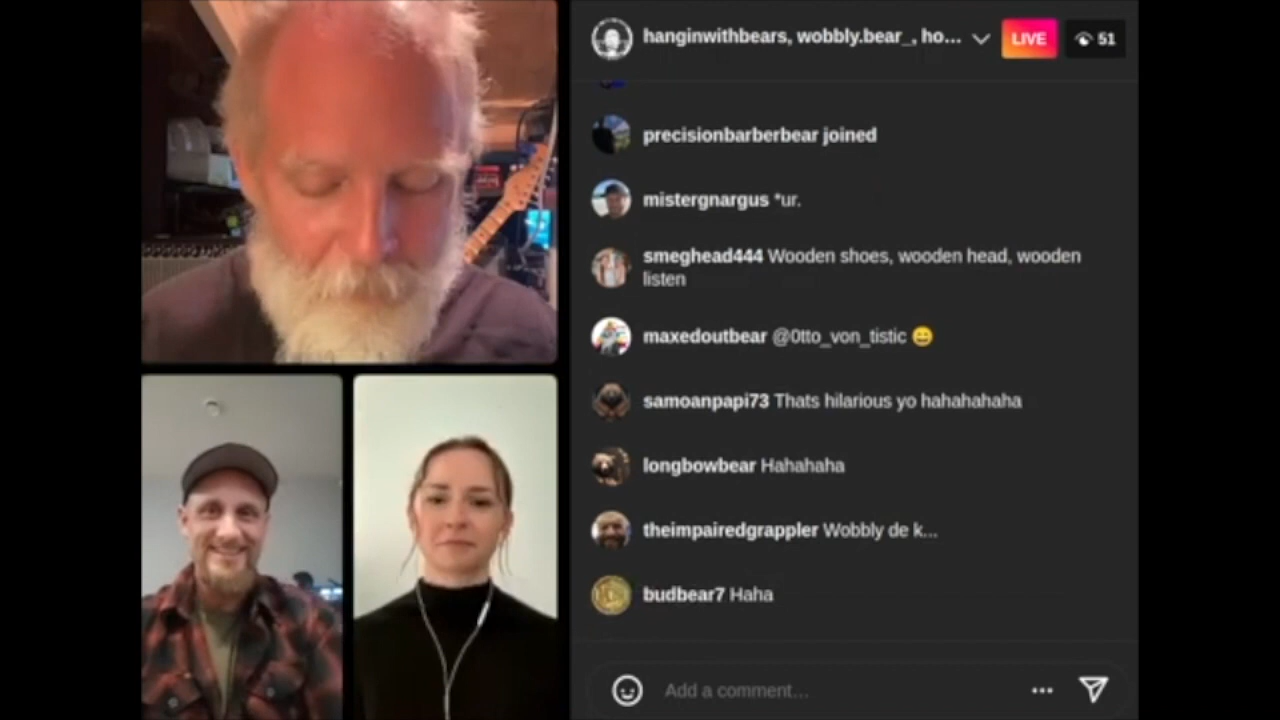 hanginwithbears, wobbly.bear_, ho...
LIVE
51
precisionbarberbear joined
mistergnargus *ur.
smeghead444 Wooden shoes, wooden head, wooden
listen
maxedoutbear @0tto_von_tistic 😄
samoanpapi73 Thats hilarious yo hahahahaha
longbowbear Hahahaha
theimpairedgrappler Wobbly de k...
budbear7 Haha
Add a comment...